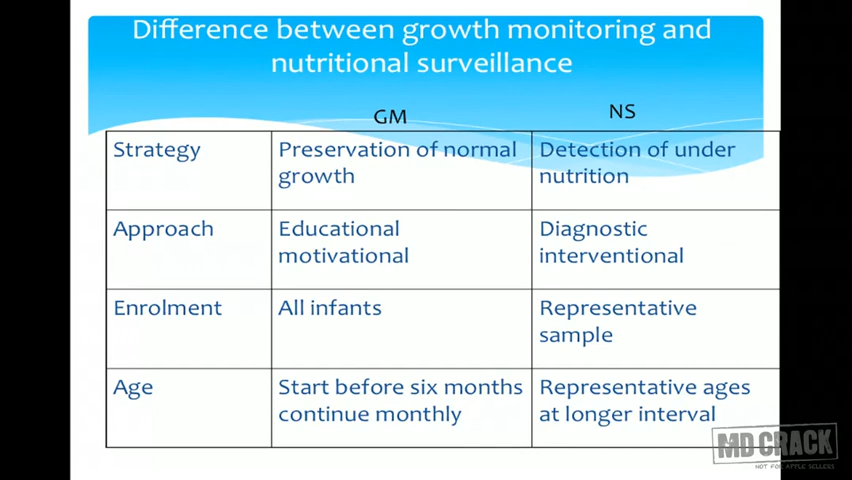 Difference between growth monitoring and
nutritional surveillance
GM
NS
Strategy
Preservation of normal
growth
Detection of under
nutrition
Approach
Educational
motivational
Diagnostic
interventional
Enrolment
All infants
Representative
sample
Age
Start before six months
continue monthly
Representative ages
at longer interval
MD CRACK
NOT FOR APPLE SELLERS